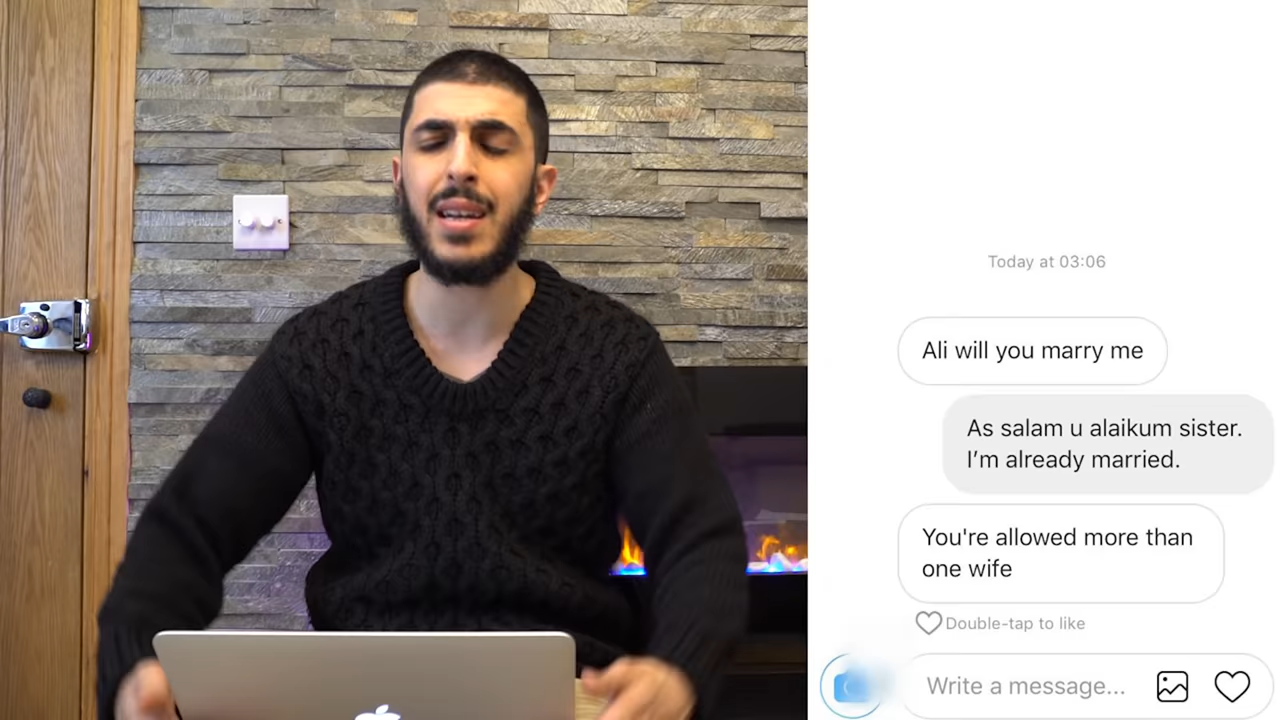 Today at 03:06
Ali will you marry me
As salam u alaikum sister.
I’m already married.
You're allowed more than
one wife
Double-tap to like
Write a message...